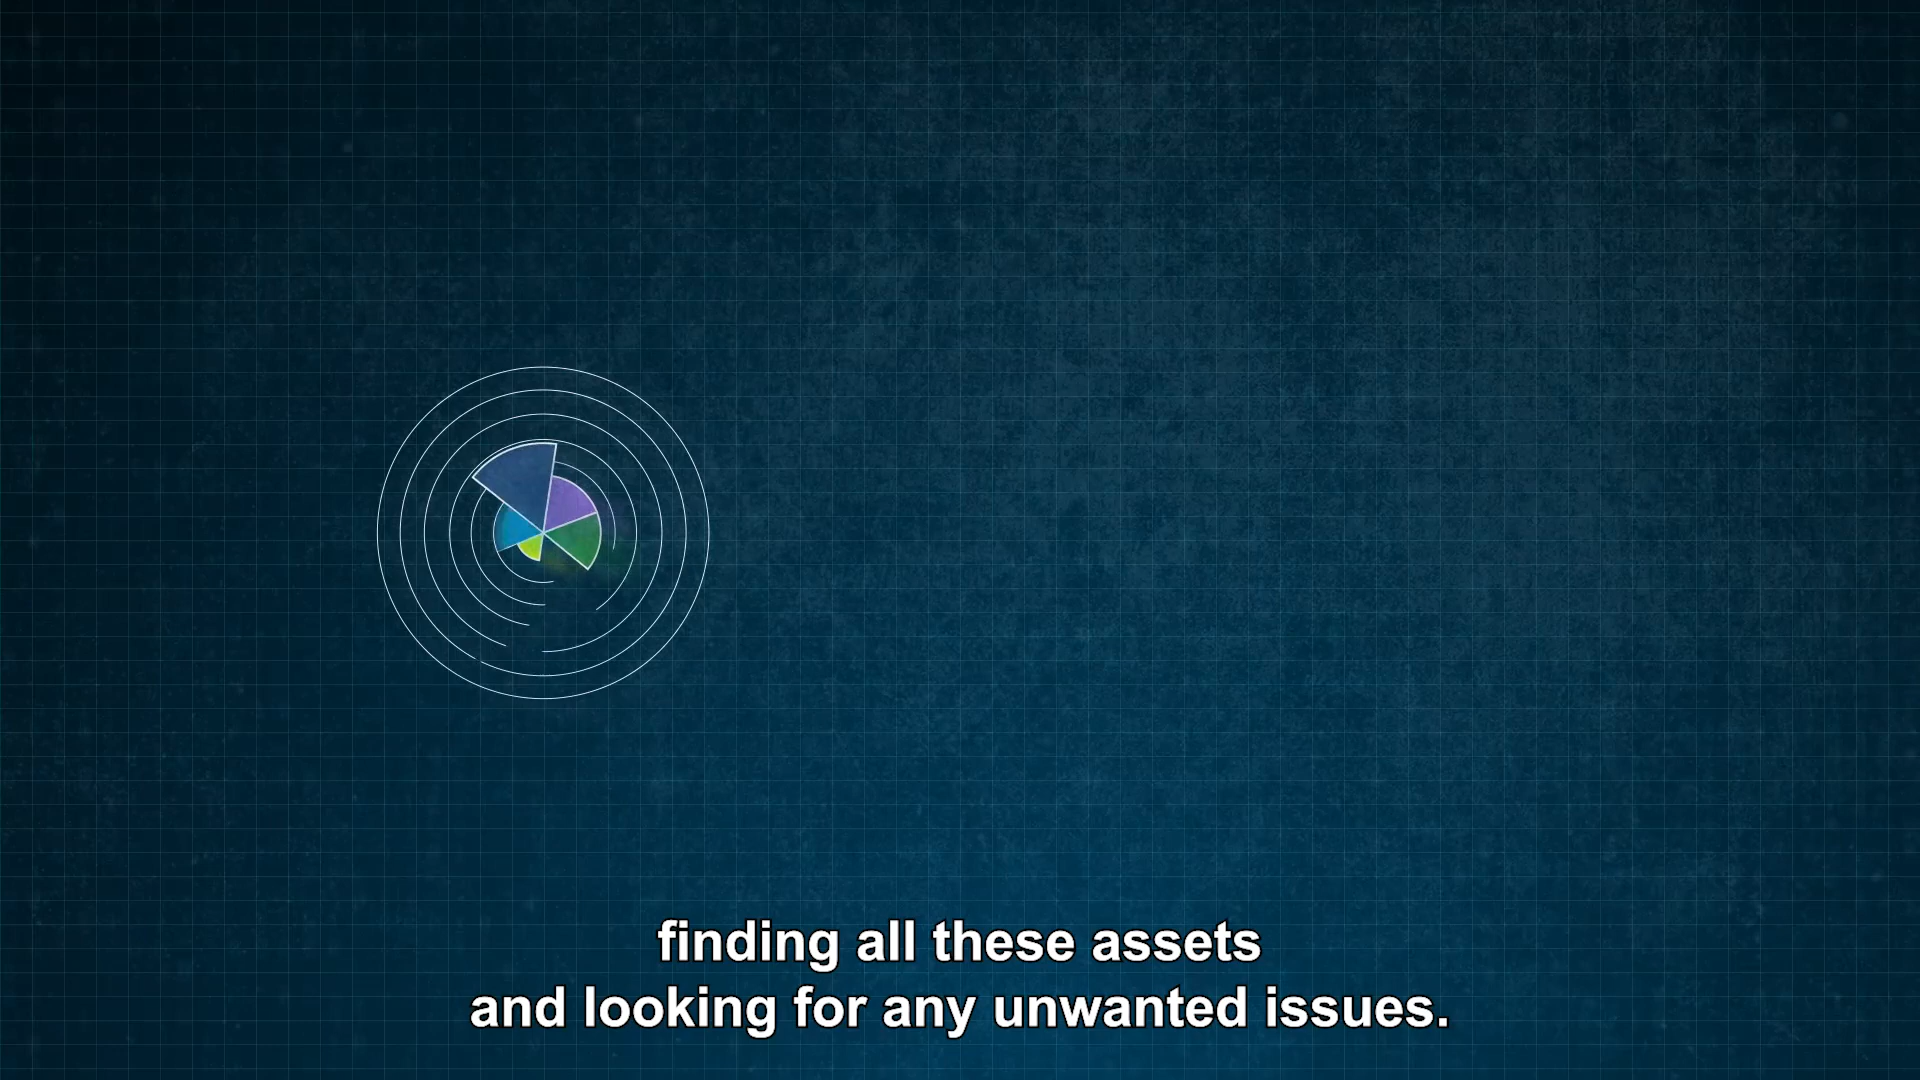 finding all these assets
and looking for any unwanted issues.